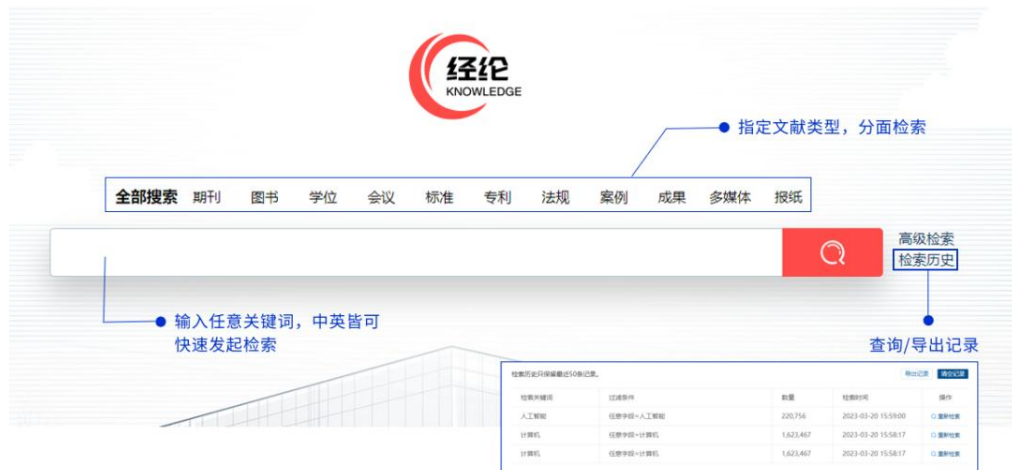 经纶
KNOWLEDGE
指定文献类型，分面检索
全部搜索 期刊 图书 学位 会议 标准 专利 法规 案例 成果 多媒体 报纸
高级检索
检索历史
输入任意关键词，中英皆可
快速发起检索
查询/导出记录
检索历史只保留最近50条记录。 导出记录 清空记录
检索关键词 过滤条件 数量 检索时间 操作
人工智能 任意字段=人工智能 220,756 2023-03-20 15:59:00 重新检索
计算机 任意字段=计算机 1,623,467 2023-03-20 15:58:17 重新检索
计算机 任意字段=计算机 1,623,467 2023-03-20 15:58:17 重新检索